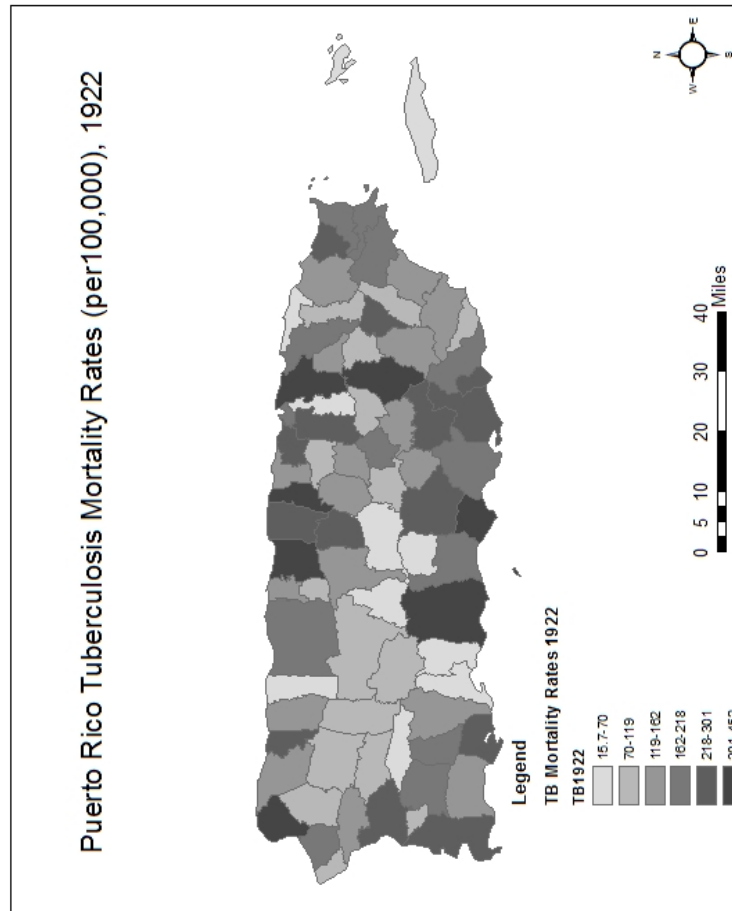 Puerto Rico Tuberculosis Mortality Rates (per100,000), 1922
N
E
W
S
Miles
0 5 10 20 30 40
Legend
TB Mortality Rates 1922
TB1922
15.7-70
70-119
119-162
162-218
218-301